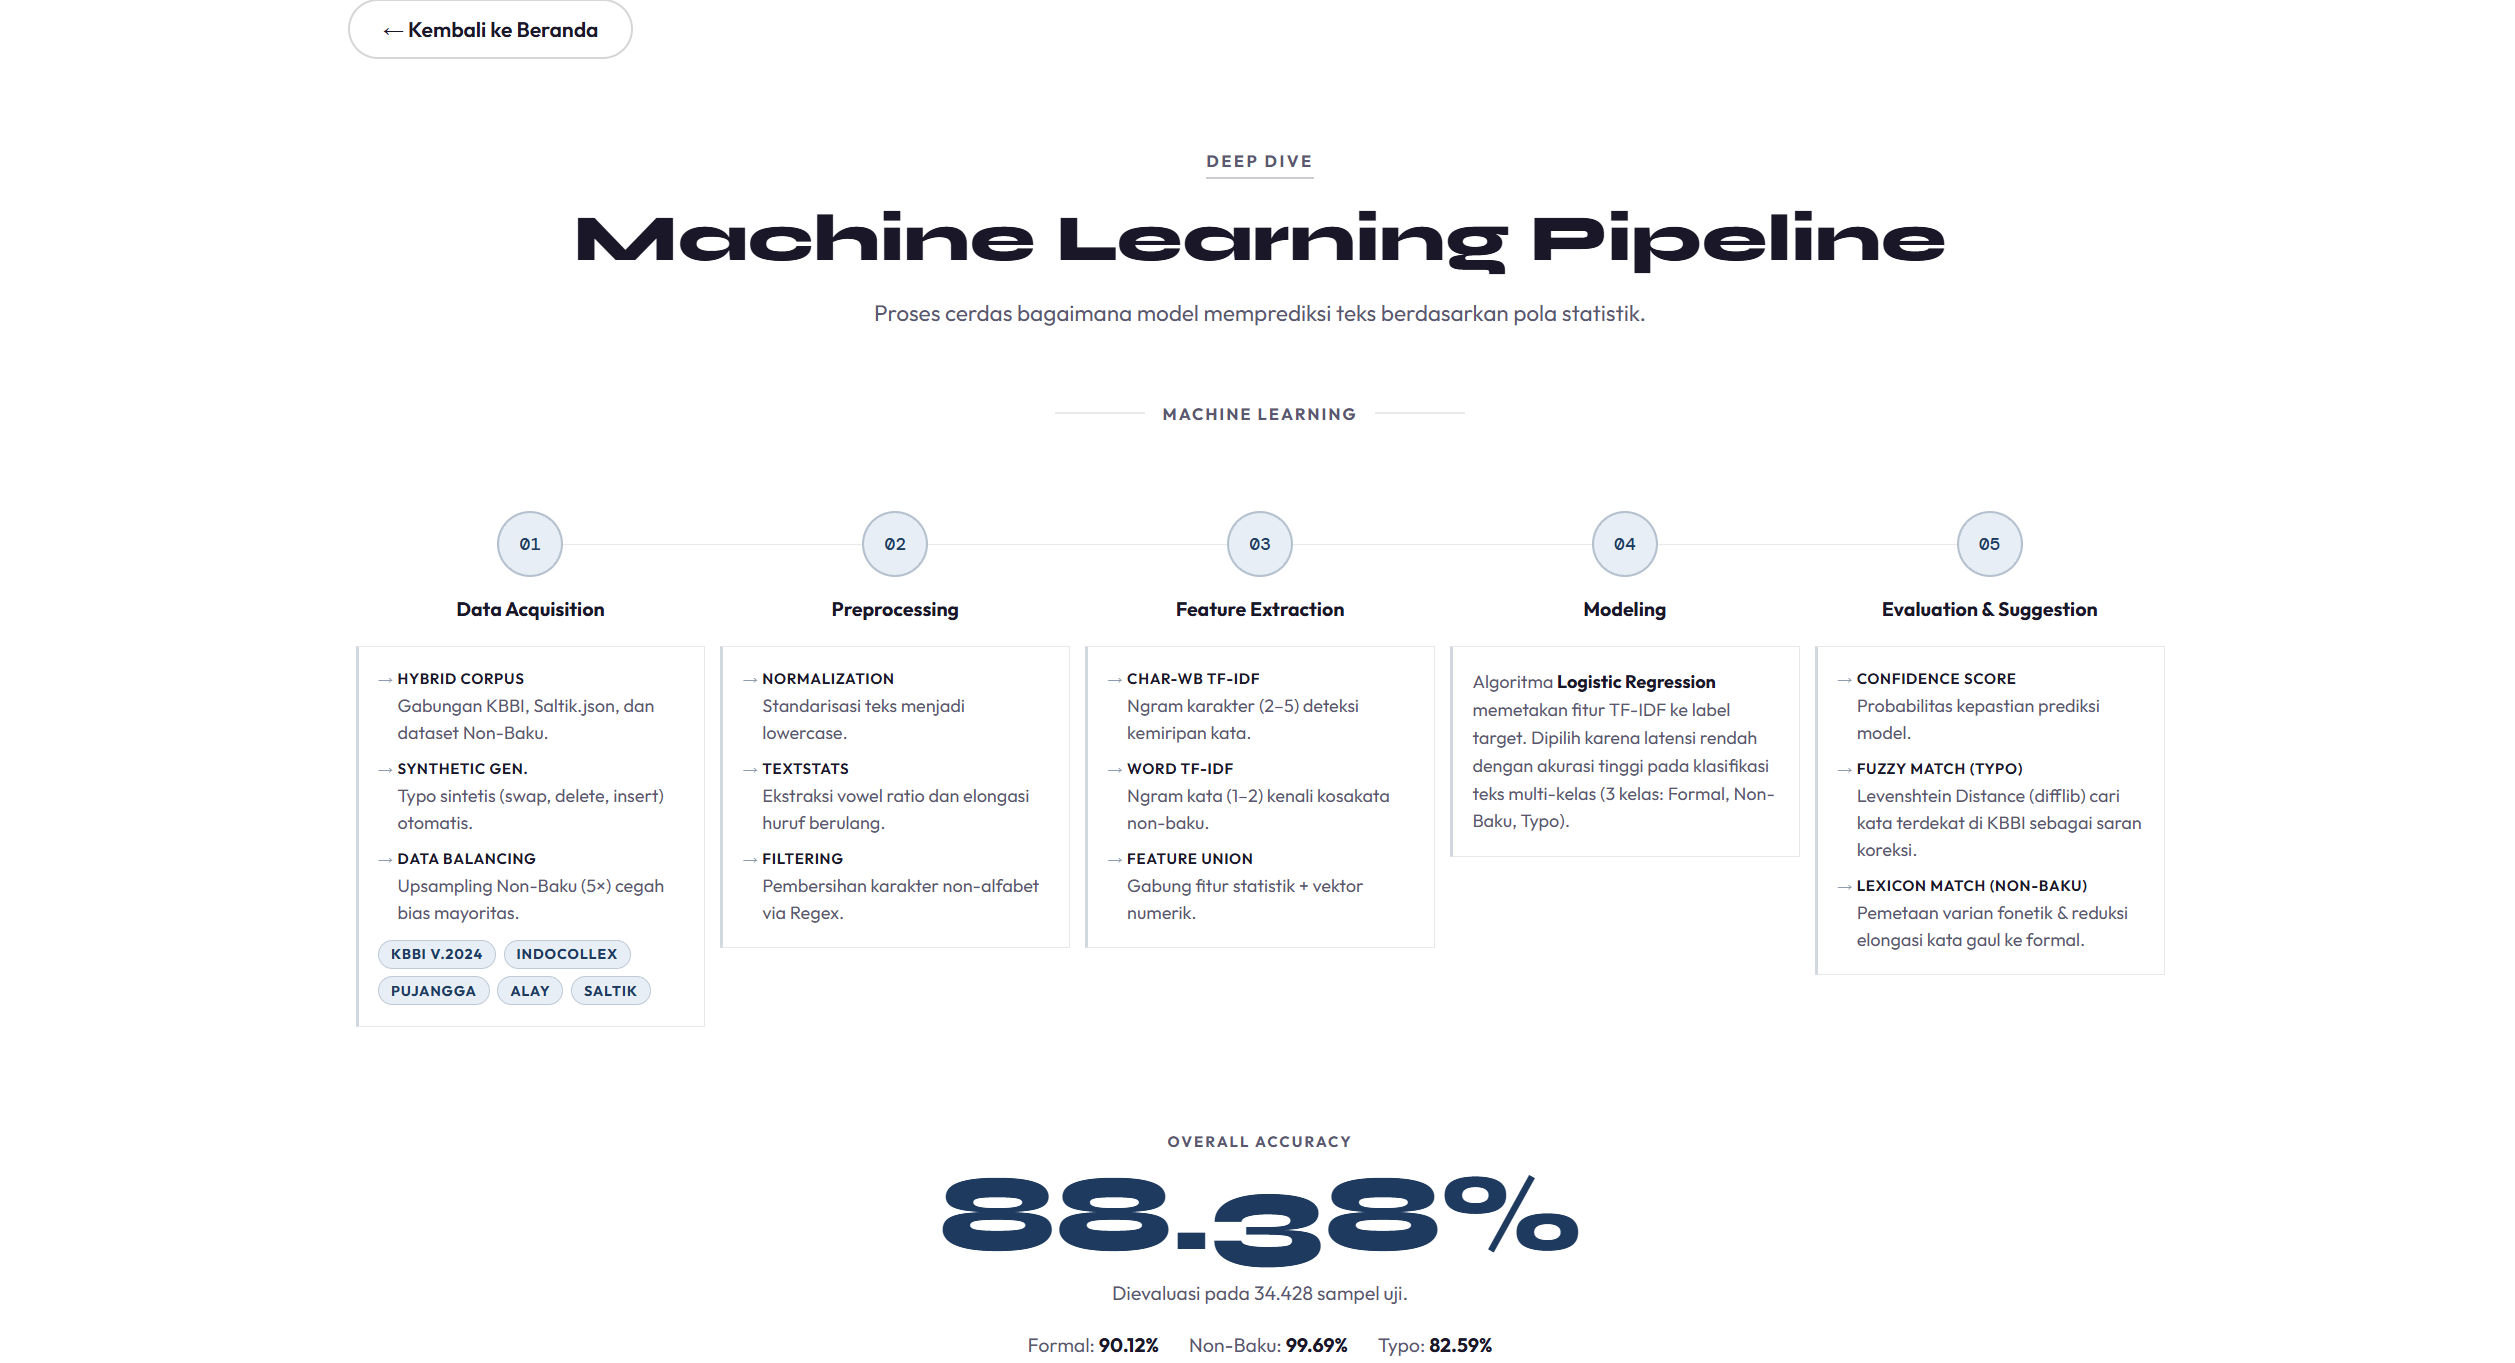 ← Kembali ke Beranda
DEEP DIVE
Machine Learning Pipeline
Proses cerdas bagaimana model memprediksi teks berdasarkan pola statistik.
MACHINE LEARNING
01
Data Acquisition
→ HYBRID CORPUS
Gabungan KBBI, Saltik.json, dan
dataset Non-Baku.
→ SYNTHETIC GEN.
Typo sintetis (swap, delete, insert)
otomatis.
→ DATA BALANCING
Upsampling Non-Baku (5×) cegah
bias mayoritas.
KBBI V.2024 INDOCOLLEX
PUJANGGA ALAY SALTIK
02
Preprocessing
→ NORMALIZATION
Standarisasi teks menjadi
lowercase.
→ TEXTSTATS
Ekstraksi vowel ratio dan elongasi
huruf berulang.
→ FILTERING
Pembersihan karakter non-alfabet
via Regex.
03
Feature Extraction
→ CHAR-WB TF-IDF
Ngram karakter (2–5) deteksi
kemiripan kata.
→ WORD TF-IDF
Ngram kata (1–2) kenali kosakata
non-baku.
→ FEATURE UNION
Gabung fitur statistik + vektor
numerik.
04
Modeling
Algoritma Logistic Regression
memetakan fitur TF-IDF ke label
target. Dipilih karena latensi rendah
dengan akurasi tinggi pada klasifikasi
teks multi-kelas (3 kelas: Formal, Non-
Baku, Typo).
05
Evaluation & Suggestion
→ CONFIDENCE SCORE
Probabilitas kepastian prediksi
model.
→ FUZZY MATCH (TYPO)
Levenshtein Distance (difflib) cari
kata terdekat di KBBI sebagai saran
koreksi.
→ LEXICON MATCH (NON-BAKU)
Pemetaan varian fonetik & reduksi
elongasi kata gaul ke formal.
OVERALL ACCURACY
88.38%
Dievaluasi pada 34.428 sampel uji.
Formal: 90.12% Non-Baku: 99.69% Typo: 82.59%